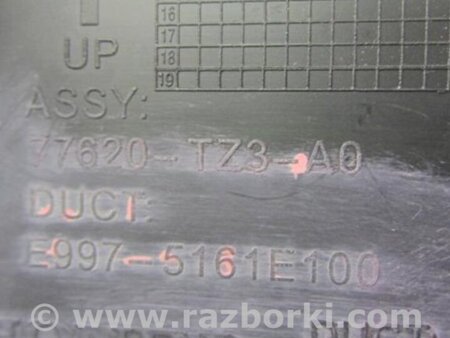 16
17
18
19
UP
ASSY:
77620-TZ3-A0
DUCT:
E997-5161E100
© www.razborki.com